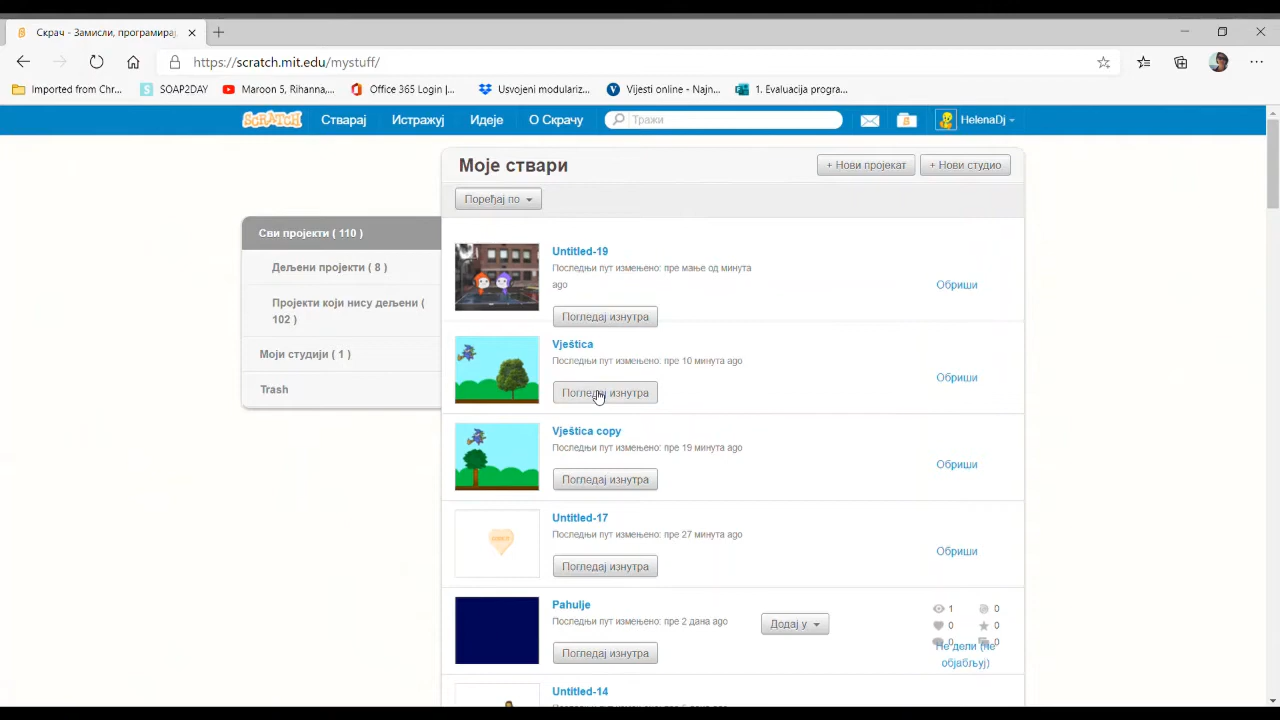 Скрач - Замисли, програмирај,
https://scratch.mit.edu/mystuff/
Imported from Chr...
SOAP2DAY
Maroon 5, Rihanna,...
Office 365 Login |...
Usvojeni modulariz...
Vijesti online - Najn...
1. Evaluacija progra...
SCRATCH
Стварај
Истражуј
Идеје
О Скрачу
Тражи
HelenaDj
Моје ствари
+ Нови пројекат
+ Нови студио
Поређај по
Сви пројекти ( 110 )
Дељени пројекти ( 8 )
Пројекти који нису дељени (
102 )
Моји студији ( 1 )
Trash
Untitled-19
Последњи пут измењено: пре мање од минута
ago
Погледај изнутра
Обриши
Vještica
Последњи пут измењено: пре 10 минута ago
Погледај изнутра
Обриши
Vještica copy
Последњи пут измењено: пре 19 минута ago
Погледај изнутра
Обриши
Untitled-17
Последњи пут измењено: пре 27 минута ago
Погледај изнутра
Обриши
Pahulje
Последњи пут измењено: пре 2 дана ago
Погледај изнутра
Додај у
1 0
0 0
0 0
Не дели (не
објављуј)
Untitled-14